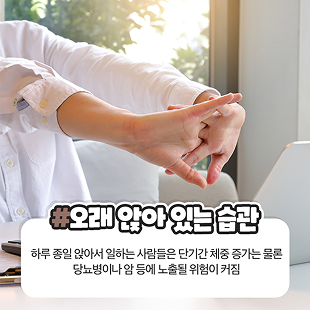 #오래 앉아 있는 습관
하루 종일 앉아서 일하는 사람들은 단기간 체중 증가는 물론
당뇨병이나 암 등에 노출될 위험이 커짐